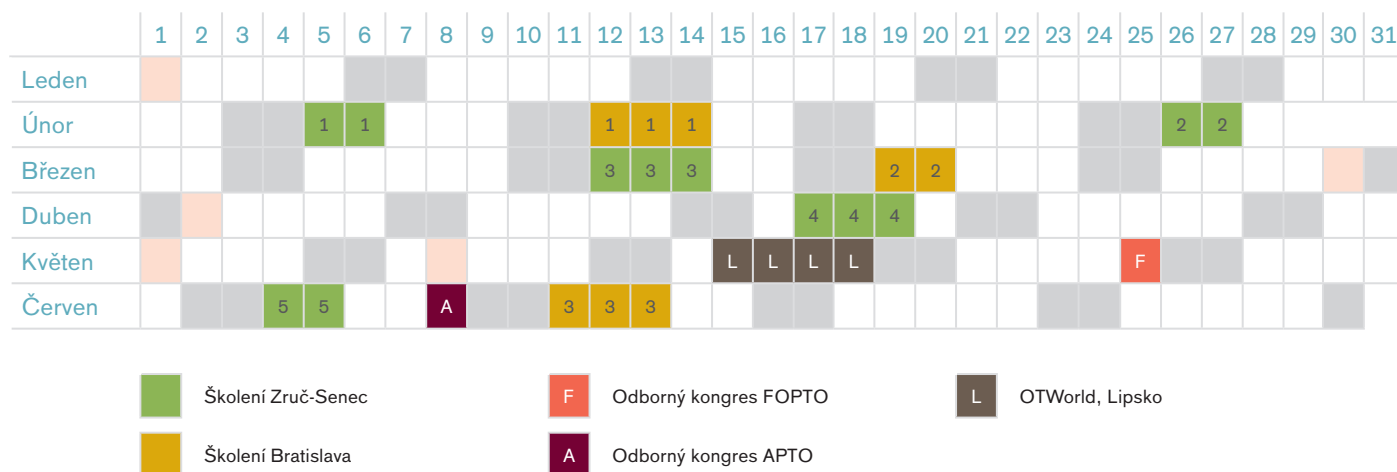 1 2 3 4 5 6 7 8 9 10 11 12 13 14 15 16 17 18 19 20 21 22 23 24 25 26 27 28 29 30 31
Leden
Únor 1 1 1 1 1 2 2
Březen 3 3 3 2 2
Duben 4 4 4
Květen L L L L F
Červen 5 5 A 3 3 3
Školení Zruč-Senec F Odborný kongres FOPTO L OTWorld, Lipsko
Školení Bratislava A Odborný kongres APTO